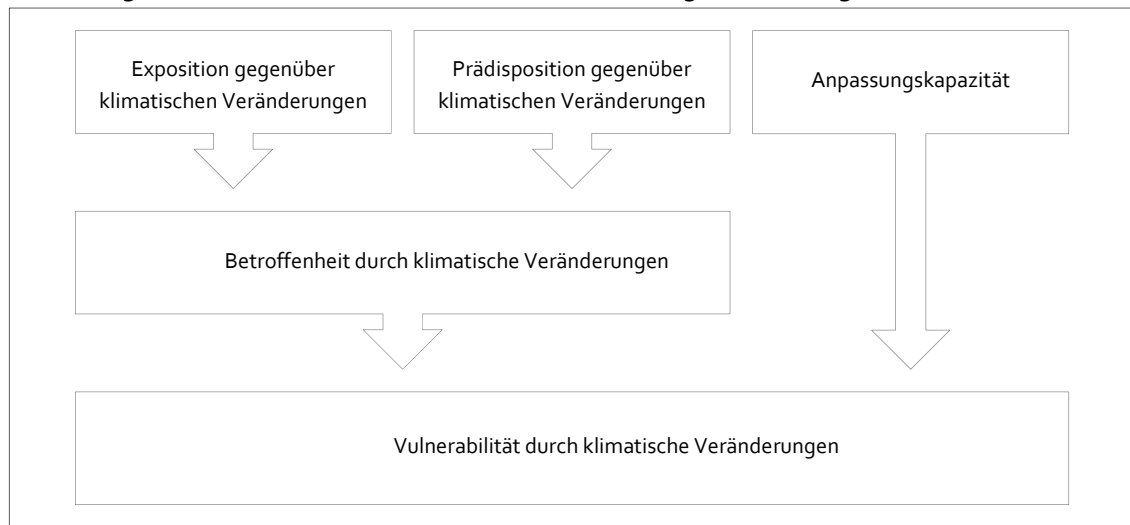 Exposition gegenüber
klimatischen Veränderungen
Prädisposition gegenüber
klimatischen Veränderungen
Anpassungskapazität
Betroffenheit durch klimatische Veränderungen
Vulnerabilität durch klimatische Veränderungen